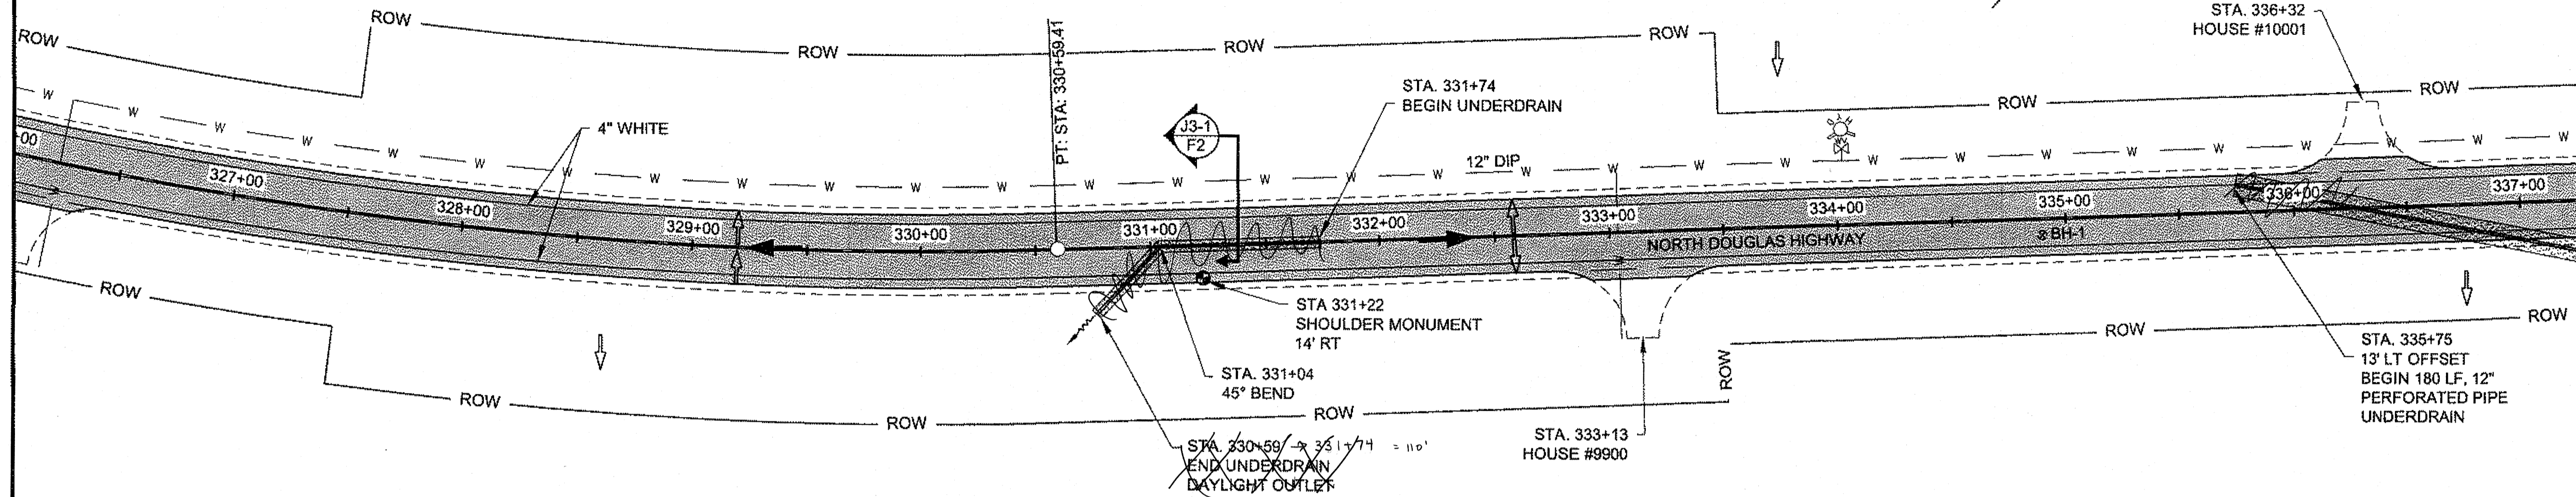 ROW
ROW
ROW
ROW
ROW
ROW
ROW
PT: STA: 330+59.41
STA. 336+32
HOUSE #10001
STA. 331+74
BEGIN UNDERDRAIN
J3-1
F2
4" WHITE
12" DIP
W W W W W W W W W W W W W W W W W W W W W W W W W W W W W W
+00
327+00
328+00
329+00
330+00
331+00
332+00
333+00
334+00
335+00
336+00
337+00
NORTH DOUGLAS HIGHWAY
BH-1
STA 331+22
SHOULDER MONUMENT
14' RT
STA. 331+04
45° BEND
STA. 330+59 → 331+74 = 110'
END UNDERDRAIN
DAYLIGHT OUTLET
STA. 333+13
HOUSE #9900
STA. 335+75
13' LT OFFSET
BEGIN 180 LF, 12"
PERFORATED PIPE
UNDERDRAIN
ROW
ROW
ROW
ROW
ROW
ROW
ROW